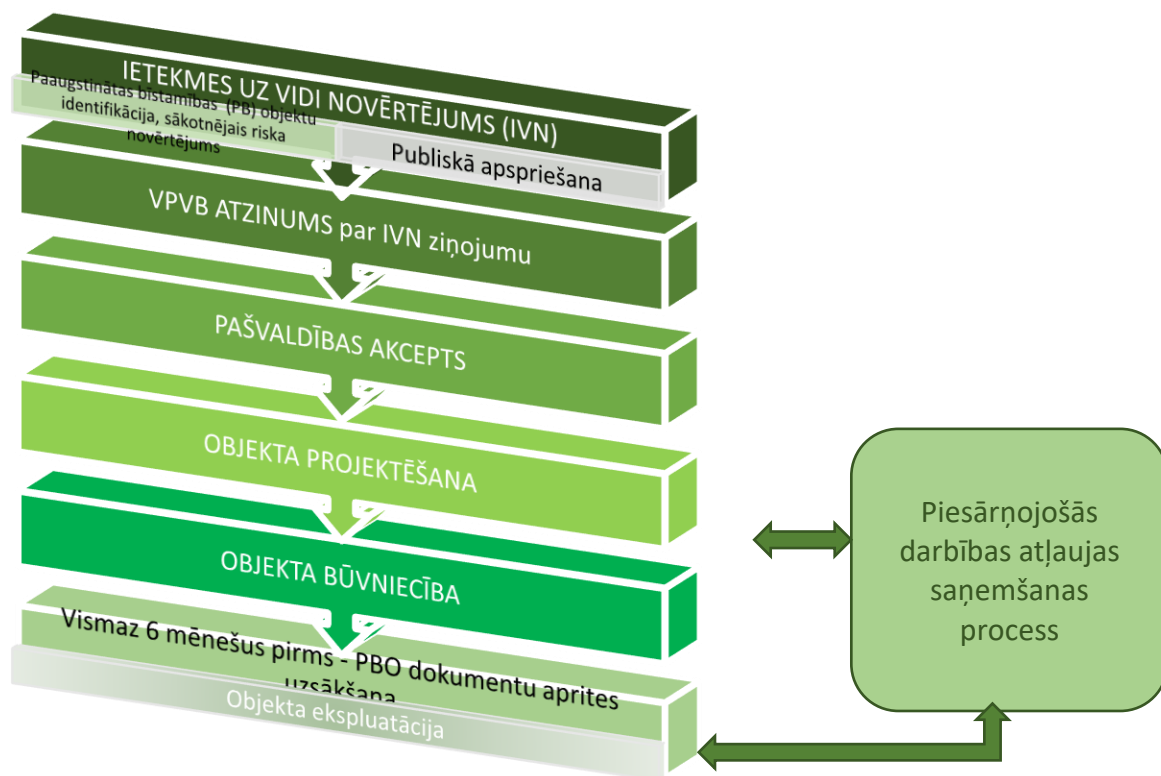 IETEKMES UZ VIDI NOVĒRTĒJUMS (IVN)
Paaugstinātas bīstamības (PB) objektu
identifikācija, sākotnējais riska
novērtējums
Publiskā apspriešana
VPVB ATZINUMS par IVN ziņojumu
PAŠVALDĪBAS AKCEPTS
OBJEKTA PROJEKTĒŠANA
OBJEKTA BŪVNIECĪBA
Vismaz 6 mēnešus pirms - PBO dokumentu aprites
uzsākšana
Objekta ekspluatācija
Piesārņojošās
darbības atļaujas
saņemšanas
process